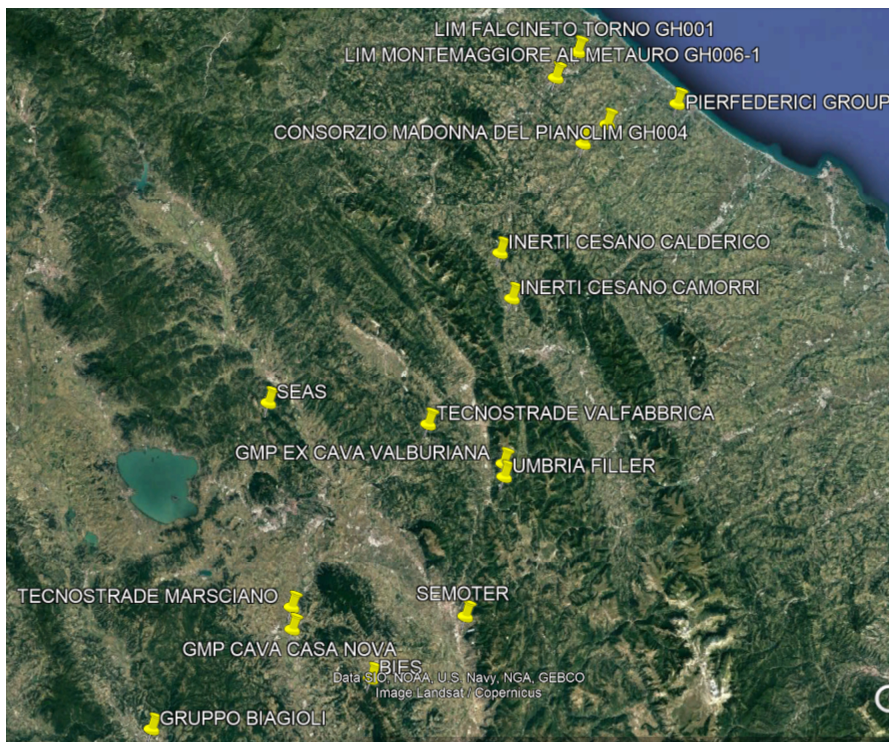 LIM FALCINETO TORNO GH001
LIM MONTEMAGGIORE AL METAURO GH006-1
PIERFEDERICI GROUP
CONSORZIO MADONNA DEL PIANO
LIM GH004
INERTI CESANO CALDERICO
INERTI CESANO CAMORRI
SEAS
TECNOSTRADE VALFABBRICA
GMP EX CAVA VALBURIANA
UMBRIA FILLER
TECNOSTRADE MARSCIANO
SEMOTER
GMP CAVA CASA NOVA
BIES
Data SIO, NOAA, U.S. Navy, NGA, GEBCO
Image Landsat / Copernicus
GRUPPO BIAGIOLI